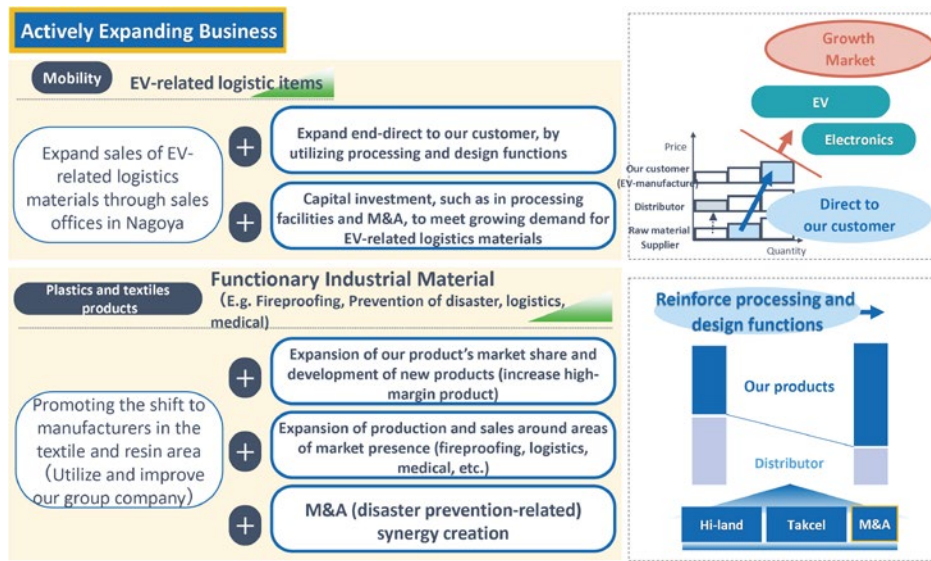 Actively Expanding Business
Mobility
EV-related logistic items
Expand sales of EV-
related logistics
materials through sales
offices in Nagoya
+
Expand end-direct to our customer, by
utilizing processing and design functions
+
Capital investment, such as in processing
facilities and M&A, to meet growing demand for
EV-related logistics materials
Growth
Market
EV
Electronics
Price
Our customer
(EV-manufacture)
Distributor
Raw material
Supplier
Quantity
Direct to
our customer
Plastics and textiles
products
Functionary Industrial Material
（E.g. Fireproofing, Prevention of disaster, logistics,
medical)
Promoting the shift to
manufacturers in the
textile and resin area
（Utilize and improve
our group company）
+
Expansion of our product’s market share and
development of new products (increase high-
margin product)
+
Expansion of production and sales around areas
of market presence (fireproofing, logistics,
medical, etc.)
+
M&A (disaster prevention-related)
synergy creation
Reinforce processing and
design functions
Our products
Distributor
Hi-land
Takcel
M&A